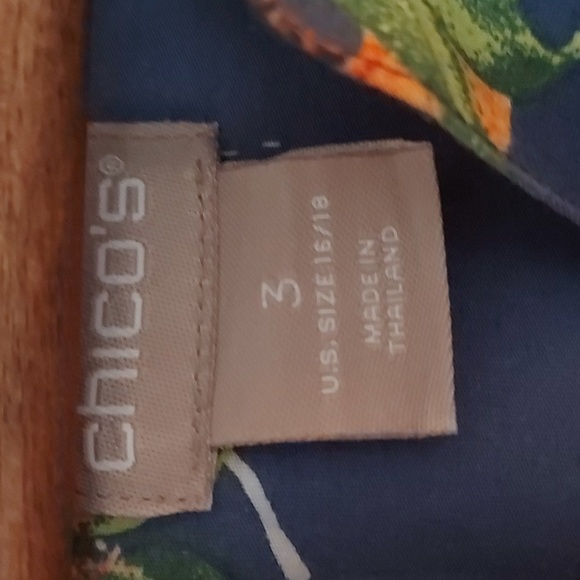 chico's®
3
U.S. SIZE 16/18
MADE IN
THAILAND